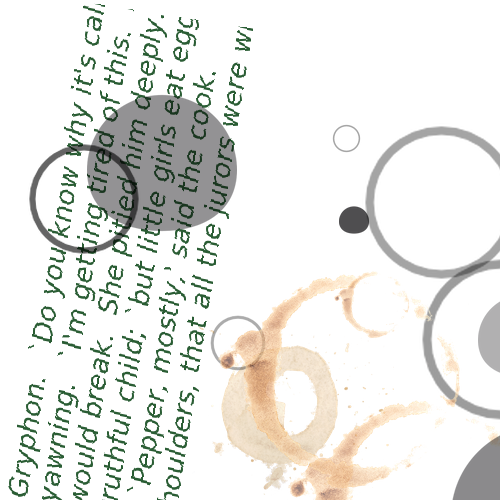 Gryphon. `Do you know why it's cal
yawning. `I'm getting tired of this. `
would break. She pitied him deeply.
ruthful child; `but little girls eat egg
`Pepper, mostly,' said the cook.
houlders, that all the jurors were